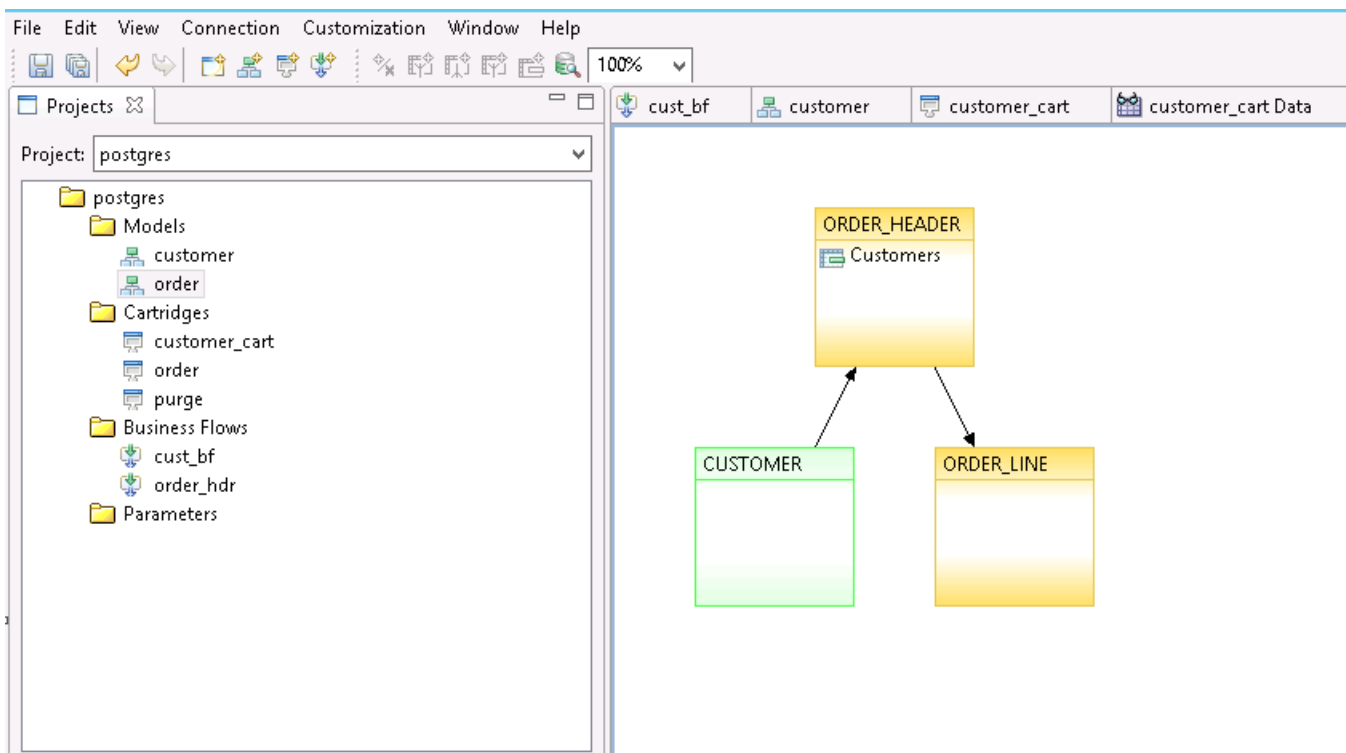 File Edit View Connection Customization Window Help
100%
Projects
Project: postgres
postgres
Models
customer
order
Cartridges
customer_cart
order
purge
Business Flows
cust_bf
order_hdr
Parameters
cust_bf customer customer_cart customer_cart Data
ORDER_HEADER
Customers
CUSTOMER
ORDER_LINE